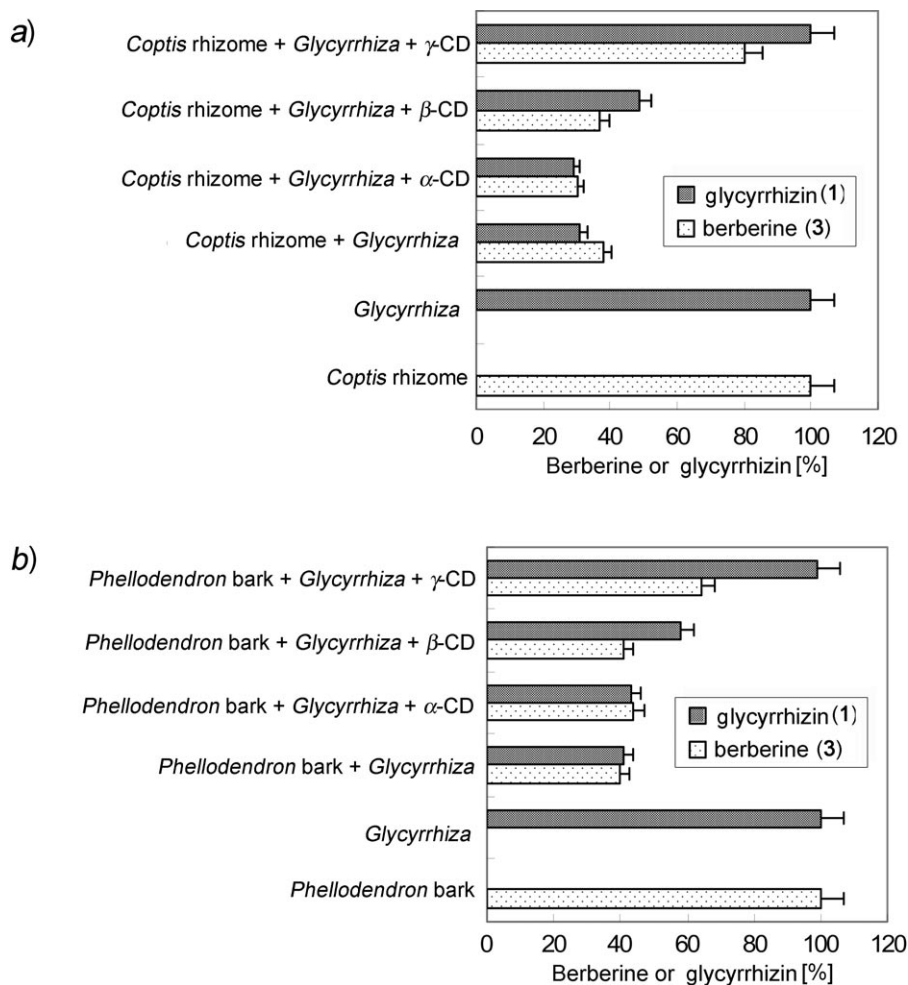 a)
Coptis rhizome + Glycyrrhiza + γ-CD
Coptis rhizome + Glycyrrhiza + β-CD
Coptis rhizome + Glycyrrhiza + α-CD
Coptis rhizome + Glycyrrhiza
Glycyrrhiza
Coptis rhizome
glycyrrhizin (1)
berberine (3)
0 20 40 60 80 100 120
Berberine or glycyrrhizin [%]
b)
Phellodendron bark + Glycyrrhiza + γ-CD
Phellodendron bark + Glycyrrhiza + β-CD
Phellodendron bark + Glycyrrhiza + α-CD
Phellodendron bark + Glycyrrhiza
Glycyrrhiza
Phellodendron bark
glycyrrhizin (1)
berberine (3)
0 20 40 60 80 100 120
Berberine or glycyrrhizin [%]